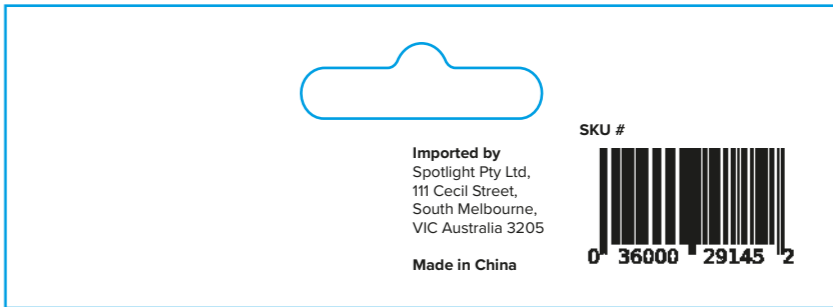 SKU #
Imported by
Spotlight Pty Ltd,
111 Cecil Street,
South Melbourne,
VIC Australia 3205
Made in China
0 36000 29145 2